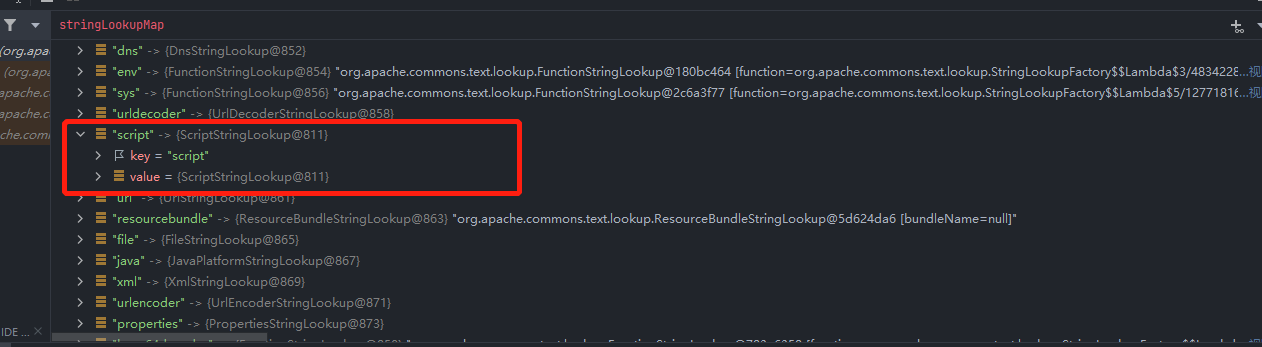 stringLookupMap
(org.apache
"dns" -> {DnsStringLookup@852}
(org.apa
"env" -> {FunctionStringLookup@854} "org.apache.commons.text.lookup.FunctionStringLookup@180bc464 [function=org.apache.commons.text.lookup.StringLookupFactory$$Lambda$3/4834228...视
apache.c
"sys" -> {FunctionStringLookup@856} "org.apache.commons.text.lookup.FunctionStringLookup@2c6a3f77 [function=org.apache.commons.text.lookup.StringLookupFactory$$Lambda$5/12771816...视
pache.co
"urldecoder" -> {UrlDecoderStringLookup@858}
che.com
"script" -> {ScriptStringLookup@811}
key = "script"
value = {ScriptStringLookup@811}
"url" -> {UrlStringLookup@861}
"resourcebundle" -> {ResourceBundleStringLookup@863} "org.apache.commons.text.lookup.ResourceBundleStringLookup@5d624da6 [bundleName=null]"
"file" -> {FileStringLookup@865}
"java" -> {JavaPlatformStringLookup@867}
"xml" -> {XmlStringLookup@869}
"urlencoder" -> {UrlEncoderStringLookup@871}
IDE ... ×
"properties" -> {PropertiesStringLookup@873}